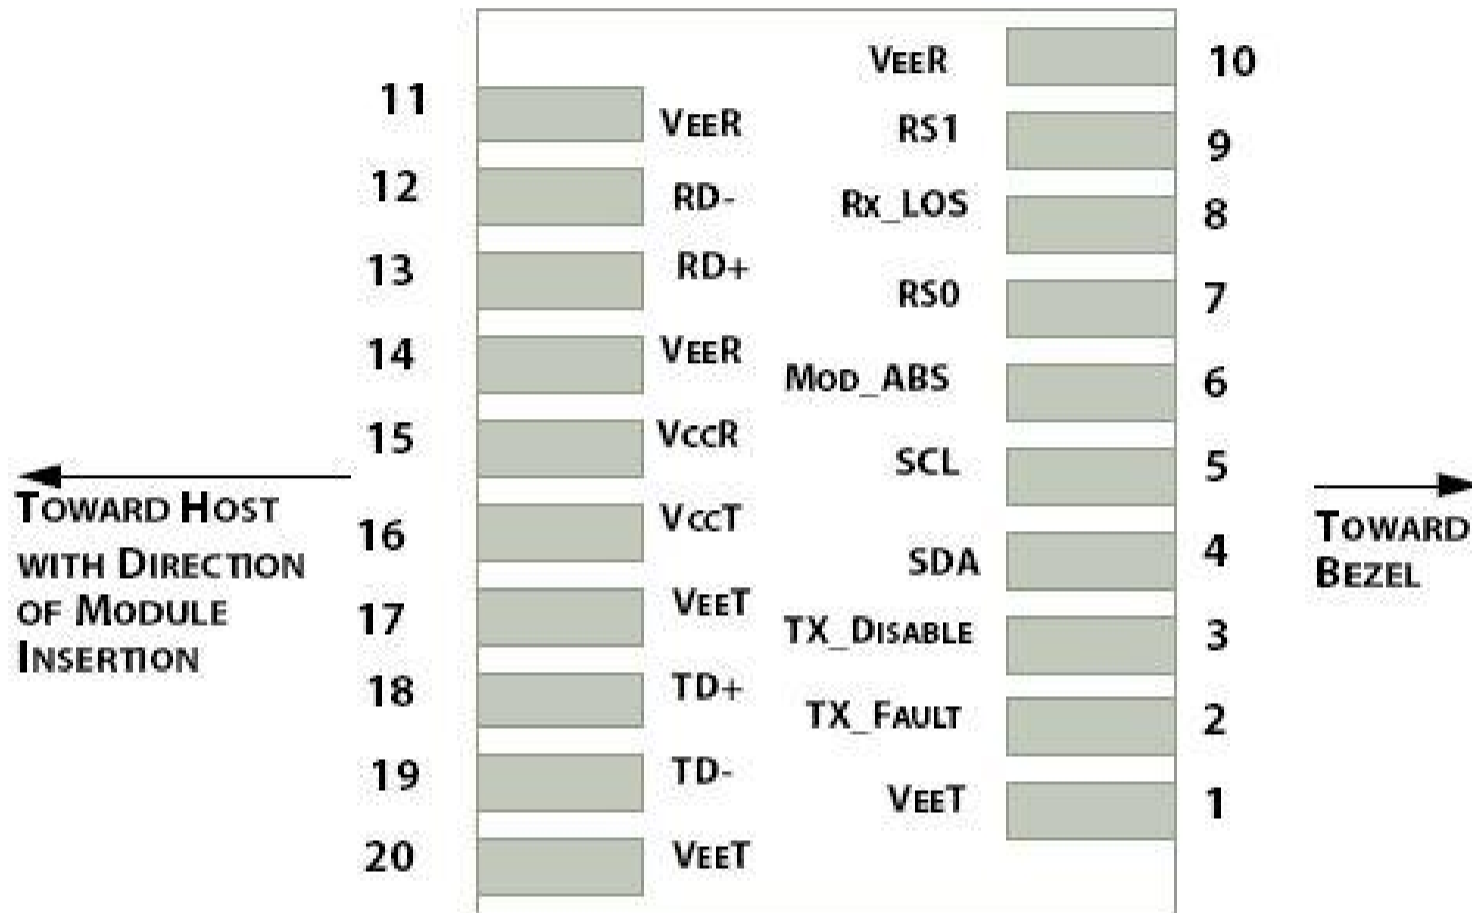 VEER
10
11
VEER
RS1
9
12
RD-
RX_LOS
8
13
RD+
RS0
7
14
VEER
MOD_ABS
6
15
VCCR
SCL
5
TOWARD HOST
WITH DIRECTION
OF MODULE
INSERTION
16
VCCT
SDA
4
TOWARD
BEZEL
17
VEET
TX_DISABLE
3
18
TD+
TX_FAULT
2
19
TD-
VEET
1
20
VEET